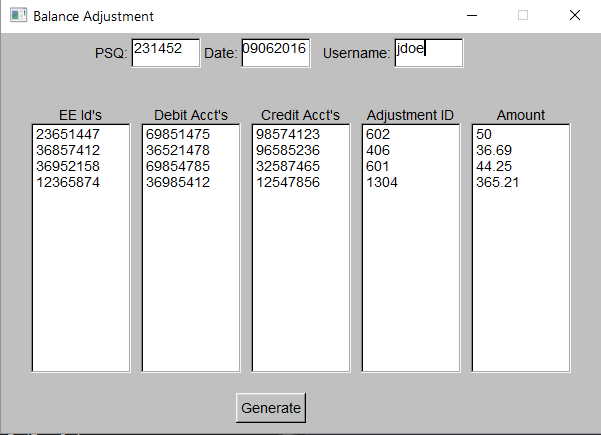 Balance Adjustment
PSQ: 231452 Date: 09062016 Username: jdoe
EE Id's Debit Acct's Credit Acct's Adjustment ID Amount
23651447 69851475 98574123 602 50
36857412 36521478 96585236 406 36.69
36952158 69854785 32587465 601 44.25
12365874 36985412 12547856 1304 365.21
Generate